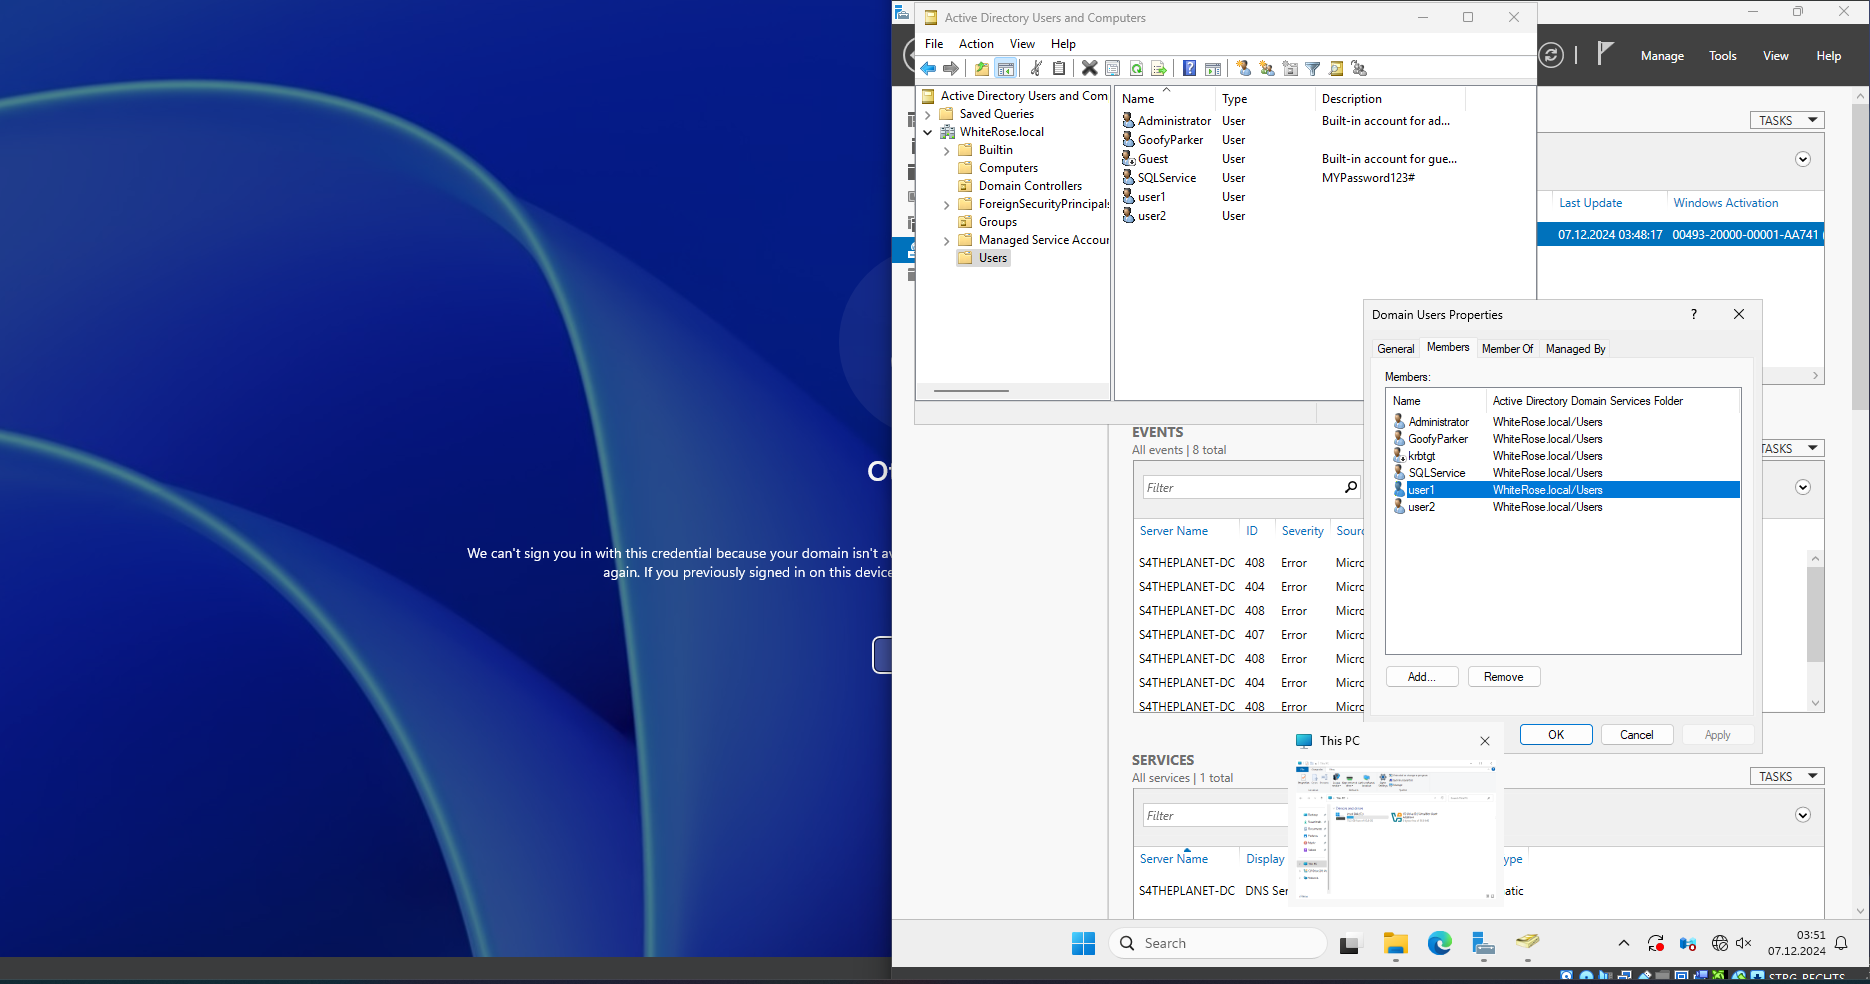 Active Directory Users and Computers
File Action View Help
Manage Tools View Help
Active Directory Users and Com
Saved Queries
WhiteRose.local
Builtin
Computers
Domain Controllers
ForeignSecurityPrincipals
Groups
Managed Service Accour
Users
Name Type Description
Administrator User Built-in account for ad...
GoofyParker User
Guest User Built-in account for gue...
SQLService User MYPassword123#
user1 User
user2 User
TASKS
Last Update Windows Activation
07.12.2024 03:48:17 00493-20000-00001-AA741
Domain Users Properties
?
General Members Member Of Managed By
Members:
Name Active Directory Domain Services Folder
Administrator WhiteRose.local/Users
GoofyParker WhiteRose.local/Users
krbtgt WhiteRose.local/Users
SQLService WhiteRose.local/Users
user1 WhiteRose.local/Users
user2 WhiteRose.local/Users
Add... Remove
OK Cancel Apply
We can't sign you in with this credential because your domain isn't av
again. If you previously signed in on this device
EVENTS
All events | 8 total
TASKS
Filter
Server Name ID Severity Sourc
S4THEPLANET-DC 408 Error Micro
S4THEPLANET-DC 404 Error Micro
S4THEPLANET-DC 408 Error Micro
S4THEPLANET-DC 407 Error Micro
S4THEPLANET-DC 408 Error Micro
S4THEPLANET-DC 404 Error Micro
S4THEPLANET-DC 408 Error Micro
This PC
SERVICES
All services | 1 total
TASKS
Filter
Server Name Display ype
S4THEPLANET-DC DNS Ser atic
Search
03:51
07.12.2024
STRG-RECHTS